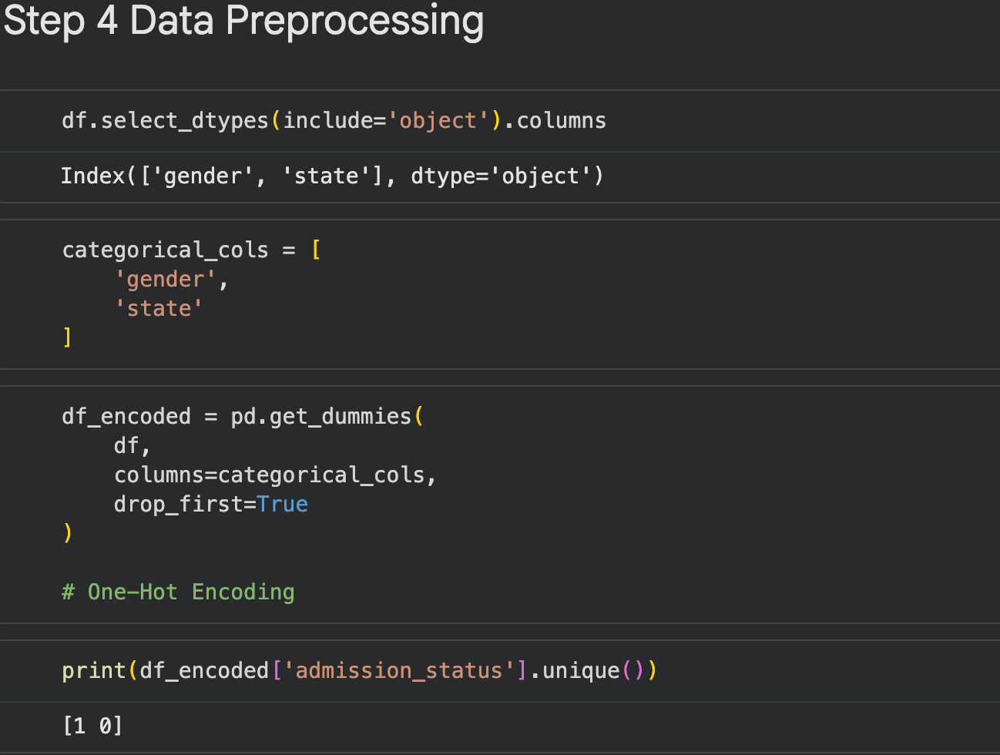 Step 4 Data Preprocessing
df.select_dtypes(include='object').columns
Index(['gender', 'state'], dtype='object')
categorical_cols = [
    'gender',
    'state'
]
df_encoded = pd.get_dummies(
    df,
    columns=categorical_cols,
    drop_first=True
)
# One-Hot Encoding
print(df_encoded['admission_status'].unique())
[1 0]